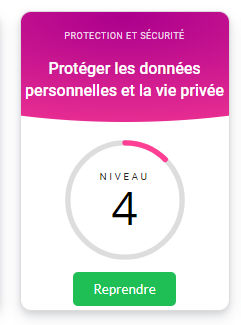 PROTECTION ET SÉCURITÉ
Protéger les données
personnelles et la vie privée
NIVEAU
4
Reprendre